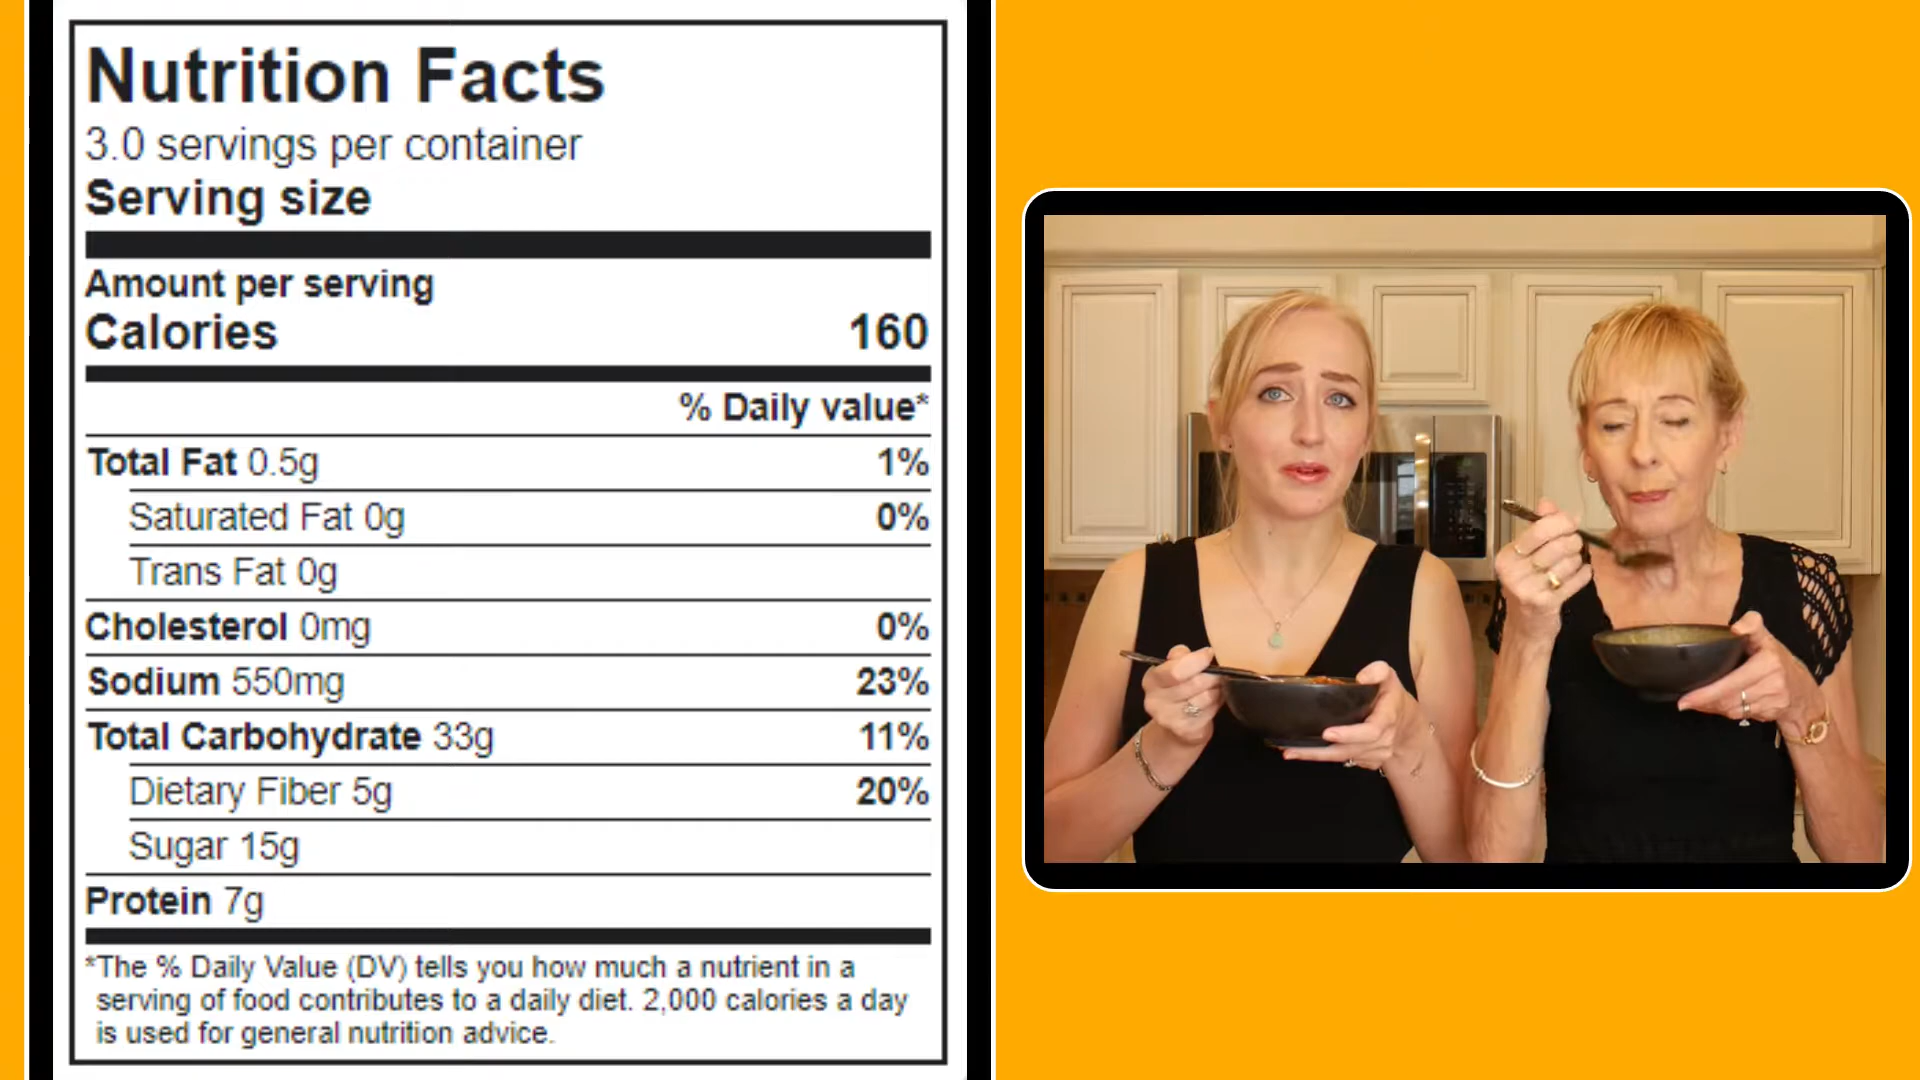 Nutrition Facts
3.0 servings per container
Serving size
Amount per serving
Calories 160
% Daily value*
Total Fat 0.5g 1%
Saturated Fat 0g 0%
Trans Fat 0g
Cholesterol 0mg 0%
Sodium 550mg 23%
Total Carbohydrate 33g 11%
Dietary Fiber 5g 20%
Sugar 15g
Protein 7g
*The % Daily Value (DV) tells you how much a nutrient in a
serving of food contributes to a daily diet. 2,000 calories a day
is used for general nutrition advice.